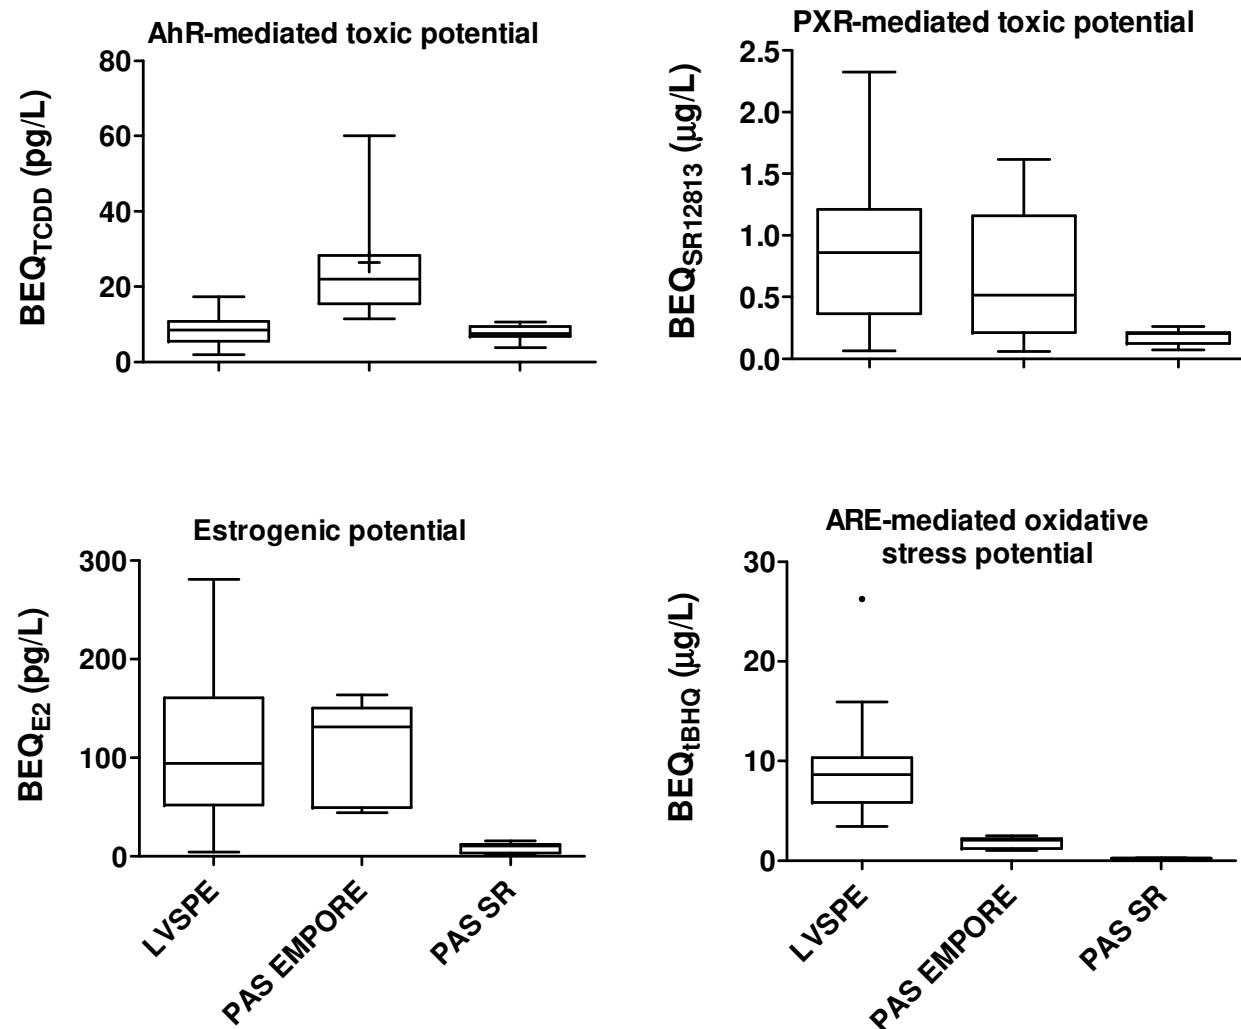 AhR-mediated toxic potential
80
60
40
20
0
BEQTCDD (pg/L)
PXR-mediated toxic potential
2.5
2.0
1.5
1.0
0.5
0.0
BEQSR12813 (µg/L)
Estrogenic potential
300
200
100
0
BEQE2 (pg/L)
LVSPE
PAS EMPORE
PAS SR
ARE-mediated oxidative
stress potential
30
20
10
0
BEQtBHQ (µg/L)
LVSPE
PAS EMPORE
PAS SR